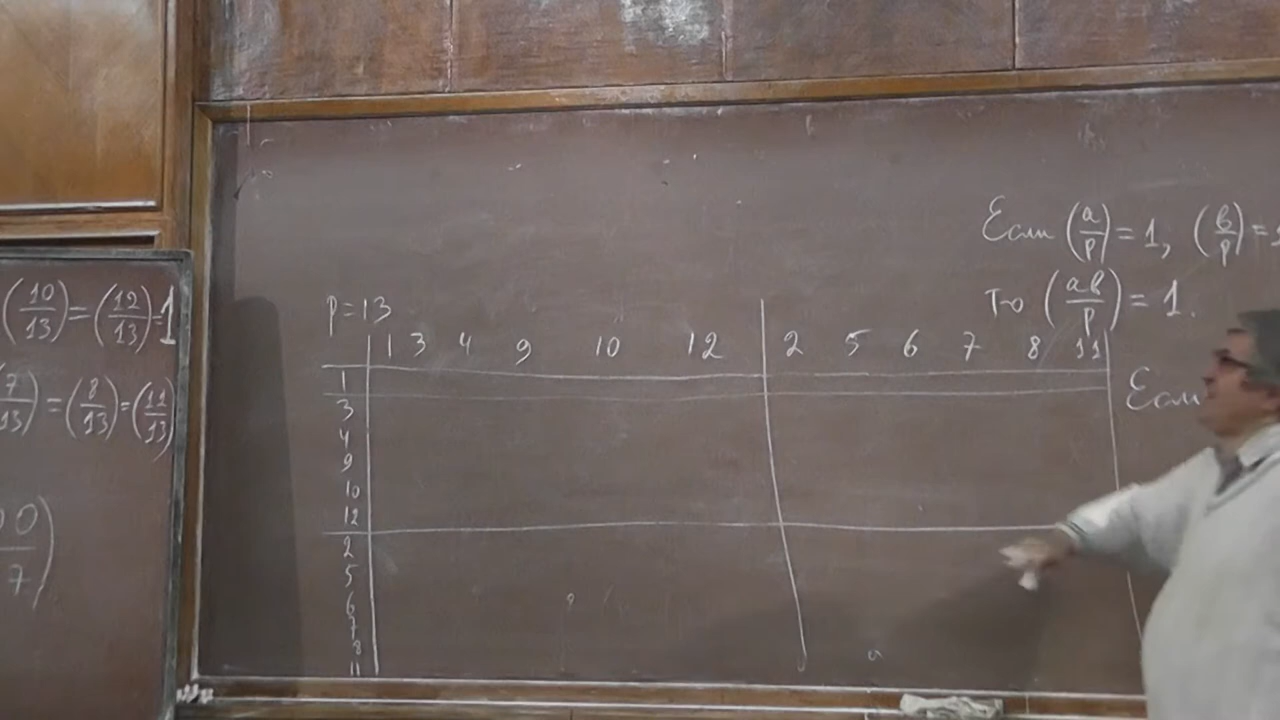 (10/13) = (12/13) = 1
(7/13) = (8/13) = (11/13)
00
7
p = 13
1 3 4 9 10 12 2 5 6 7 8 11
1
3
4
9
10
12
2
5
6
7
8
11
Если (a/p) = 1, (b/p) =
то (ab/p) = 1.
Если